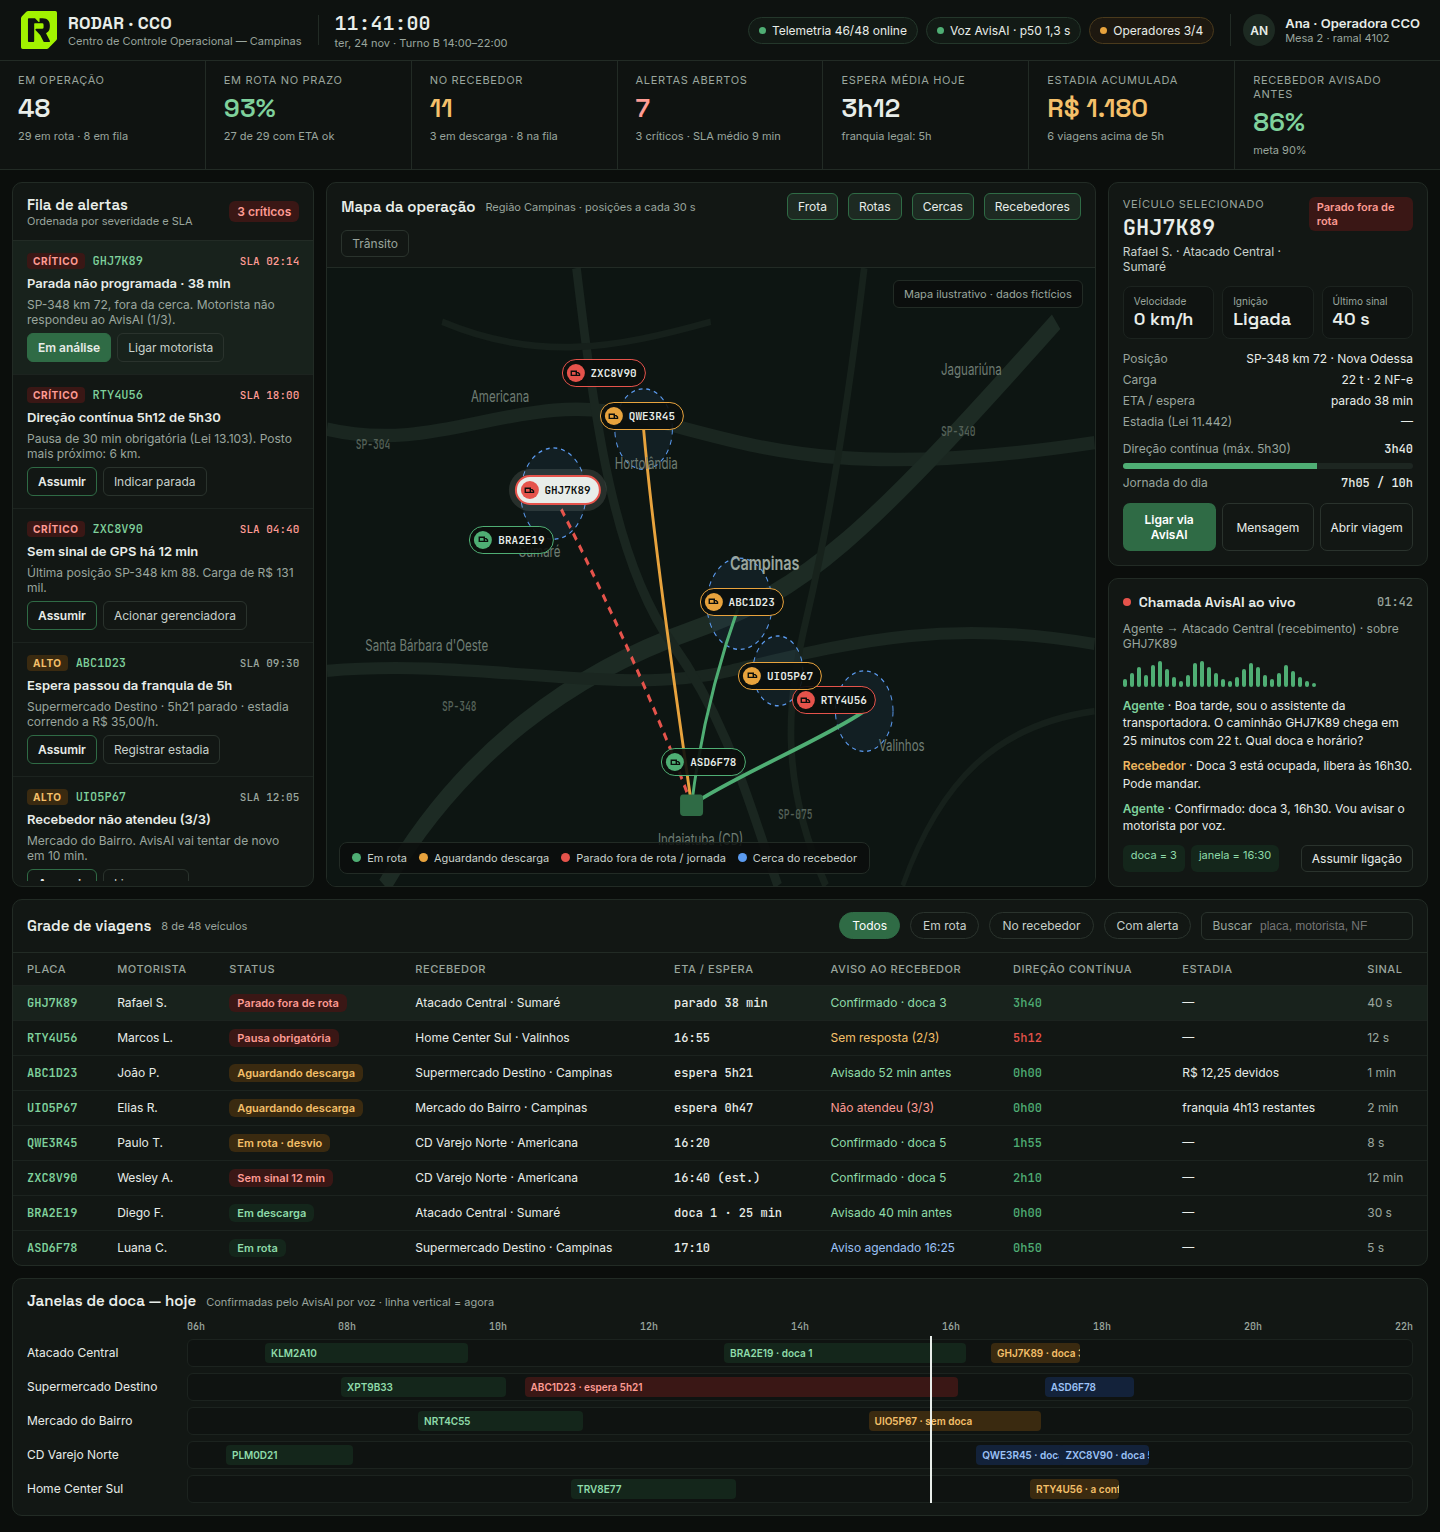 RODAR · CCO
Centro de Controle Operacional — Campinas
11:41:00
ter, 24 nov · Turno B 14:00–22:00
Telemetria 46/48 online
Voz AvisAI · p50 1,3 s
Operadores 3/4
AN
Ana · Operadora CCO
Mesa 2 · ramal 4102
EM OPERAÇÃO
48
29 em rota · 8 em fila
EM ROTA NO PRAZO
93%
27 de 29 com ETA ok
NO RECEBEDOR
11
3 em descarga · 8 na fila
ALERTAS ABERTOS
7
3 críticos · SLA médio 9 min
ESPERA MÉDIA HOJE
3h12
franquia legal: 5h
ESTADIA ACUMULADA
R$ 1.180
6 viagens acima de 5h
RECEBEDOR AVISADO
ANTES
86%
meta 90%
Fila de alertas
Ordenada por severidade e SLA
3 críticos
CRÍTICO GHJ7K89 SLA 02:14
Parada não programada · 38 min
SP-348 km 72, fora da cerca. Motorista não
respondeu ao AvisAI (1/3).
Em análise
Ligar motorista
CRÍTICO RTY4U56 SLA 18:00
Direção contínua 5h12 de 5h30
Pausa de 30 min obrigatória (Lei 13.103). Posto
mais próximo: 6 km.
Assumir
Indicar parada
CRÍTICO ZXC8V90 SLA 04:40
Sem sinal de GPS há 12 min
Última posição SP-348 km 88. Carga de R$ 131
mil.
Assumir
Acionar gerenciadora
ALTO ABC1D23 SLA 09:30
Espera passou da franquia de 5h
Supermercado Destino · 5h21 parado · estadia
correndo a R$ 35,00/h.
Assumir
Registrar estadia
ALTO UIO5P67 SLA 12:05
Recebedor não atendeu (3/3)
Mercado do Bairro. AvisAI vai tentar de novo
em 10 min.
Mapa da operação
Região Campinas · posições a cada 30 s
Frota
Rotas
Cercas
Recebedores
Trânsito
Mapa ilustrativo · dados fictícios
ZXC8V90
Americana
Jaguariúna
QWE3R45
SP-304
SP-340
Hortolândia
GHJ7K89
BRA2E19
Sumaré
Campinas
ABC1D23
Santa Bárbara d'Oeste
UIO5P67
RTY4U56
SP-348
Valinhos
ASD6F78
SP-075
Indaiatuba (CD)
Em rota
Aguardando descarga
Parado fora de rota / jornada
Cerca do recebedor
VEÍCULO SELECIONADO
GHJ7K89
Rafael S. · Atacado Central ·
Sumaré
Parado fora de
rota
Velocidade
0 km/h
Ignição
Ligada
Último sinal
40 s
Posição SP-348 km 72 · Nova Odessa
Carga 22 t · 2 NF-e
ETA / espera parado 38 min
Estadia (Lei 11.442) —
Direção contínua (máx. 5h30) 3h40
Jornada do dia 7h05 / 10h
Ligar via
AvisAI
Mensagem
Abrir viagem
Chamada AvisAI ao vivo 01:42
Agente → Atacado Central (recebimento) · sobre
GHJ7K89
Agente · Boa tarde, sou o assistente da
transportadora. O caminhão GHJ7K89 chega em
25 minutos com 22 t. Qual doca e horário?
Recebedor · Doca 3 está ocupada, libera às 16h30.
Pode mandar.
Agente · Confirmado: doca 3, 16h30. Vou avisar o
motorista por voz.
doca = 3
janela = 16:30
Assumir ligação
Grade de viagens
8 de 48 veículos
Todos
Em rota
No recebedor
Com alerta
Buscar placa, motorista, NF
PLACA MOTORISTA STATUS RECEBEDOR ETA / ESPERA AVISO AO RECEBEDOR DIREÇÃO CONTÍNUA ESTADIA SINAL
GHJ7K89 Rafael S. Parado fora de rota Atacado Central · Sumaré parado 38 min Confirmado · doca 3 3h40 — 40 s
RTY4U56 Marcos L. Pausa obrigatória Home Center Sul · Valinhos 16:55 Sem resposta (2/3) 5h12 — 12 s
ABC1D23 João P. Aguardando descarga Supermercado Destino · Campinas espera 5h21 Avisado 52 min antes 0h00 R$ 12,25 devidos 1 min
UIO5P67 Elias R. Aguardando descarga Mercado do Bairro · Campinas espera 0h47 Não atendeu (3/3) 0h00 franquia 4h13 restantes 2 min
QWE3R45 Paulo T. Em rota · desvio CD Varejo Norte · Americana 16:20 Confirmado · doca 5 1h55 — 8 s
ZXC8V90 Wesley A. Sem sinal 12 min CD Varejo Norte · Americana 16:40 (est.) Confirmado · doca 5 2h10 — 12 min
BRA2E19 Diego F. Em descarga Atacado Central · Sumaré doca 1 · 25 min Avisado 40 min antes 0h00 — 30 s
ASD6F78 Luana C. Em rota Supermercado Destino · Campinas 17:10 Aviso agendado 16:25 0h50 — 5 s
Janelas de doca — hoje
Confirmadas pelo AvisAI por voz · linha vertical = agora
06h 08h 10h 12h 14h 16h 18h 20h 22h
Atacado Central KLM2A10 BRA2E19 · doca 1 GHJ7K89 · doca
Supermercado Destino XPT9B33 ABC1D23 · espera 5h21 ASD6F78
Mercado do Bairro NRT4C55 UIO5P67 · sem doca
CD Varejo Norte PLM0D21 QWE3R45 · doc ZXC8V90 · doca
Home Center Sul TRV8E77 RTY4U56 · a con